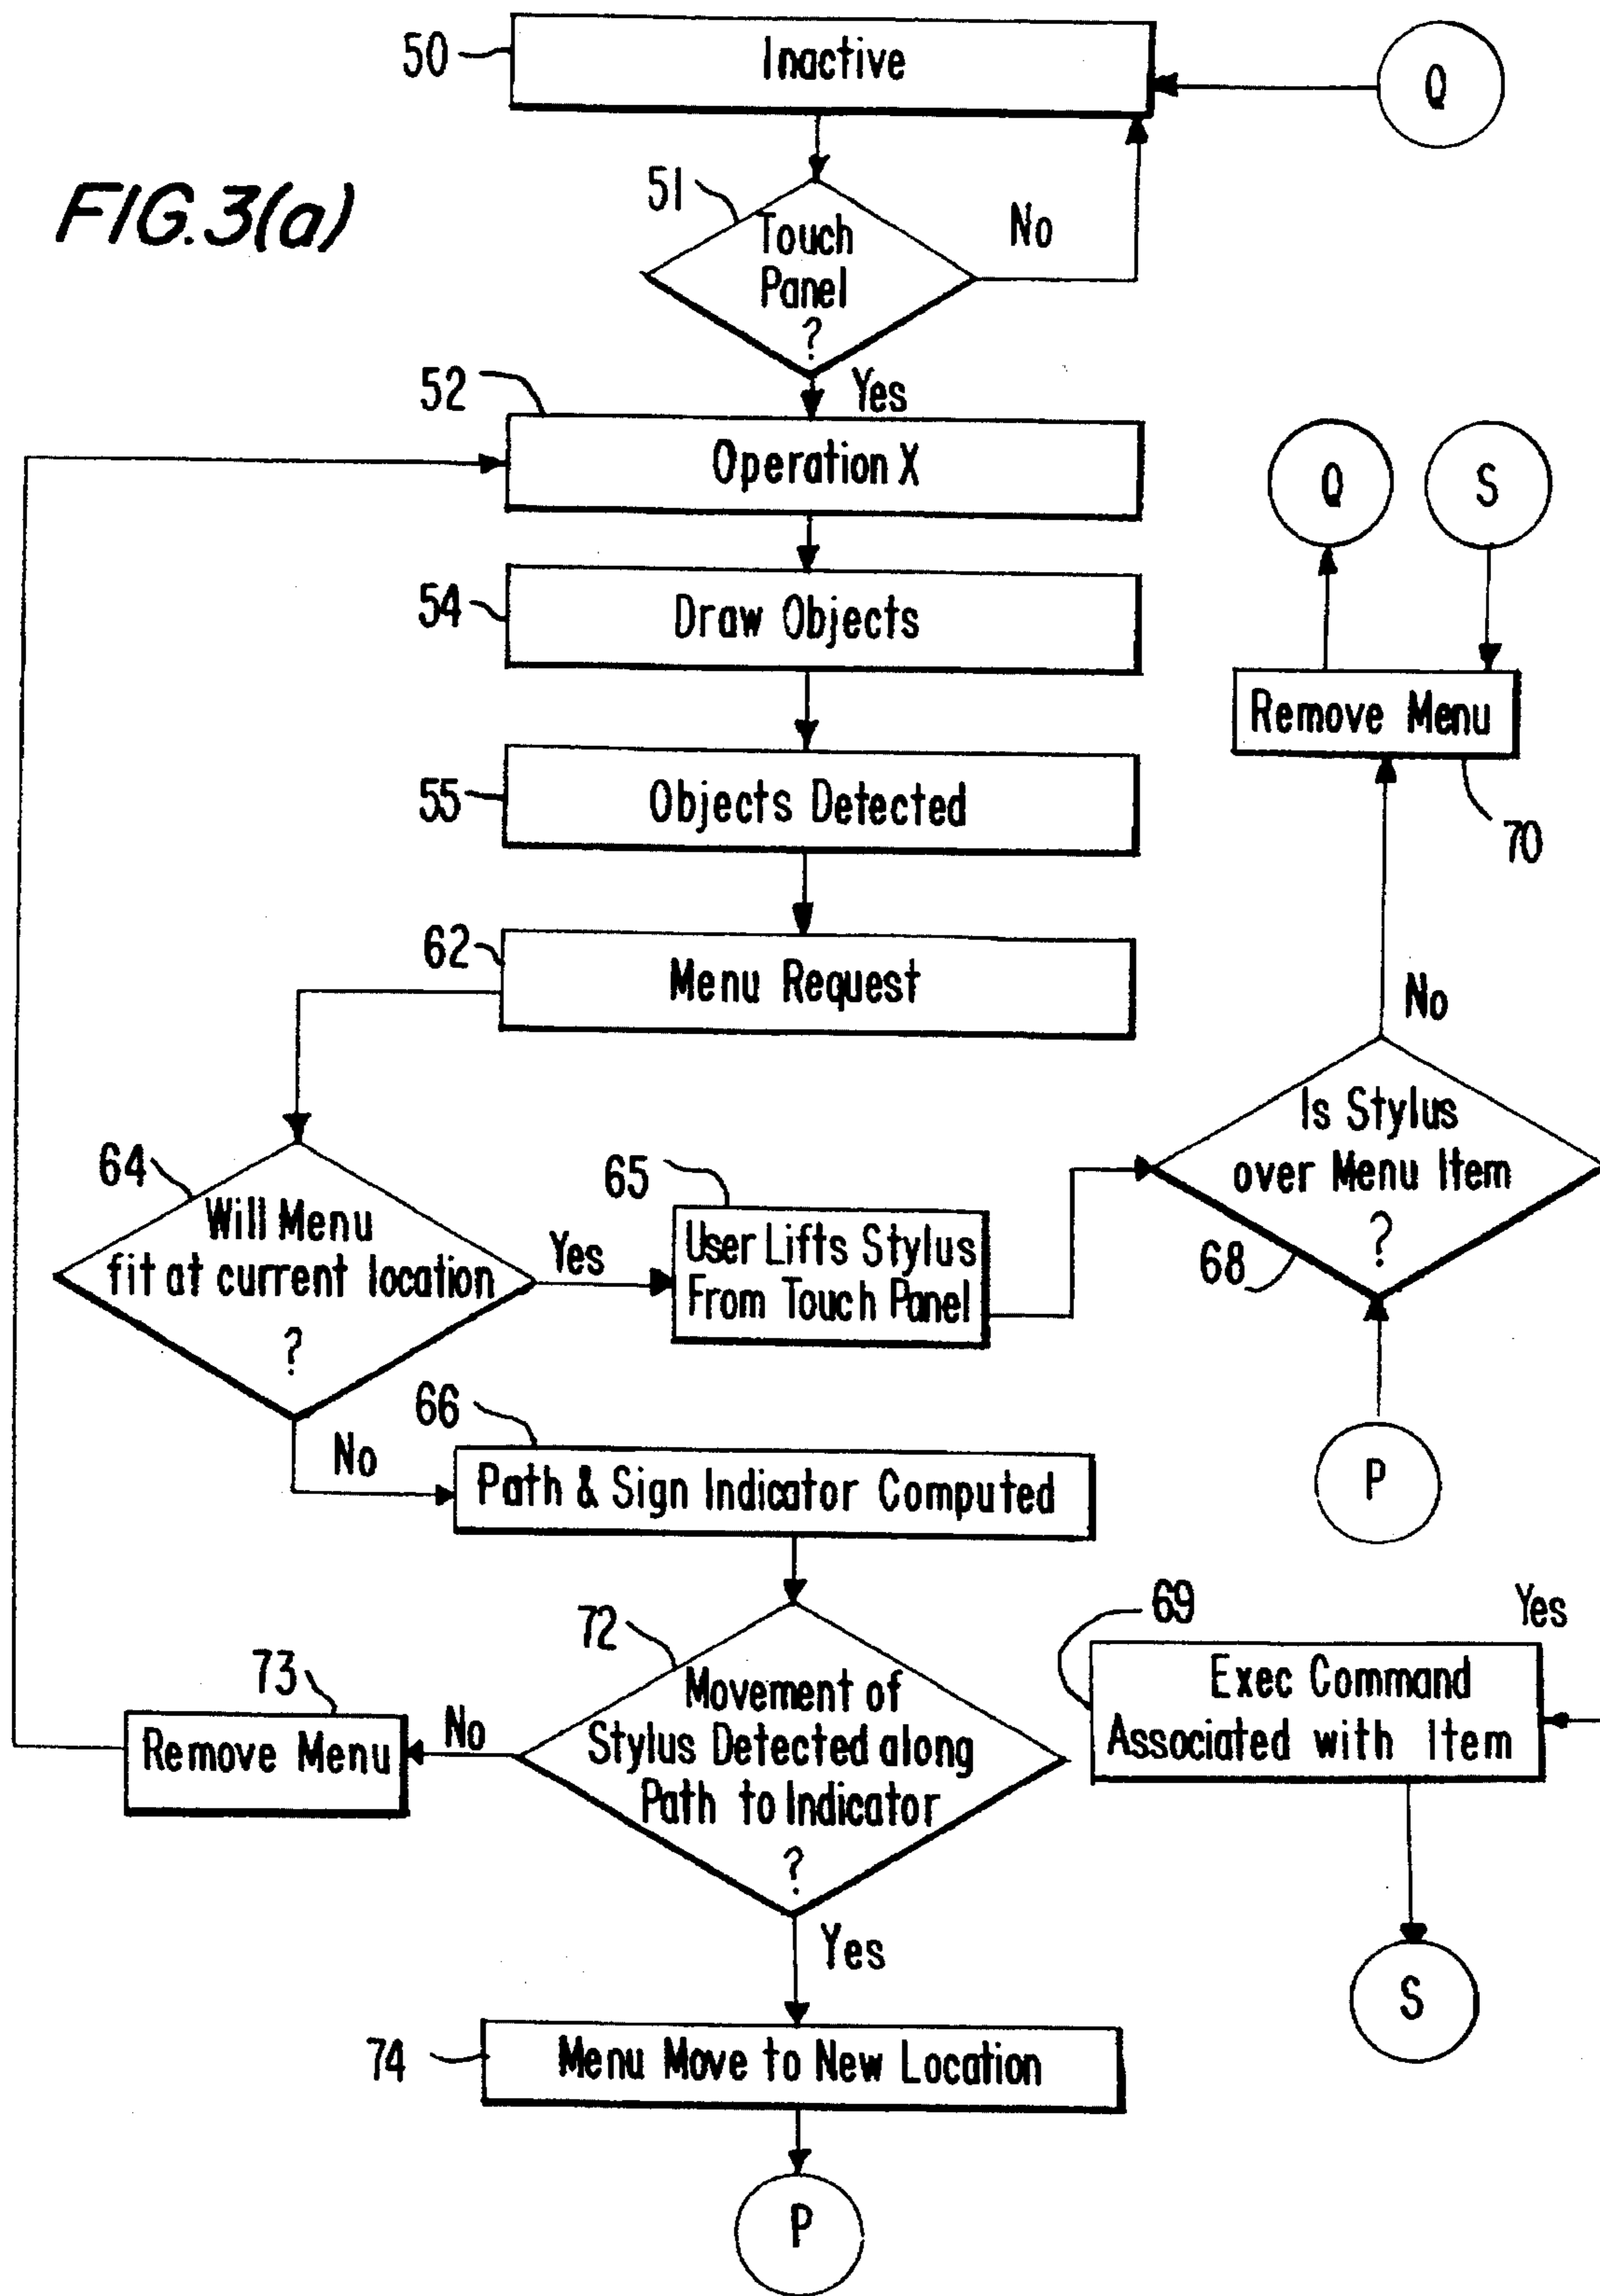 FIG.3(a)
50
Inactive
Q
51
Touch
Panel
?
No
Yes
52
Operation X
Q
S
54
Draw Objects
Remove Menu
70
55
Objects Detected
62
Menu Request
No
64
Will Menu
fit at current location
?
Yes
65
User Lifts Stylus
From Touch Panel
Is Stylus
over Menu Item
?
68
P
No
66
Path & Sign Indicator Computed
72
Movement of
Stylus Detected along
Path to Indicator
?
No
73
Remove Menu
69
Yes
Exec Command
Associated with Item
S
Yes
74
Menu Move to New Location
P